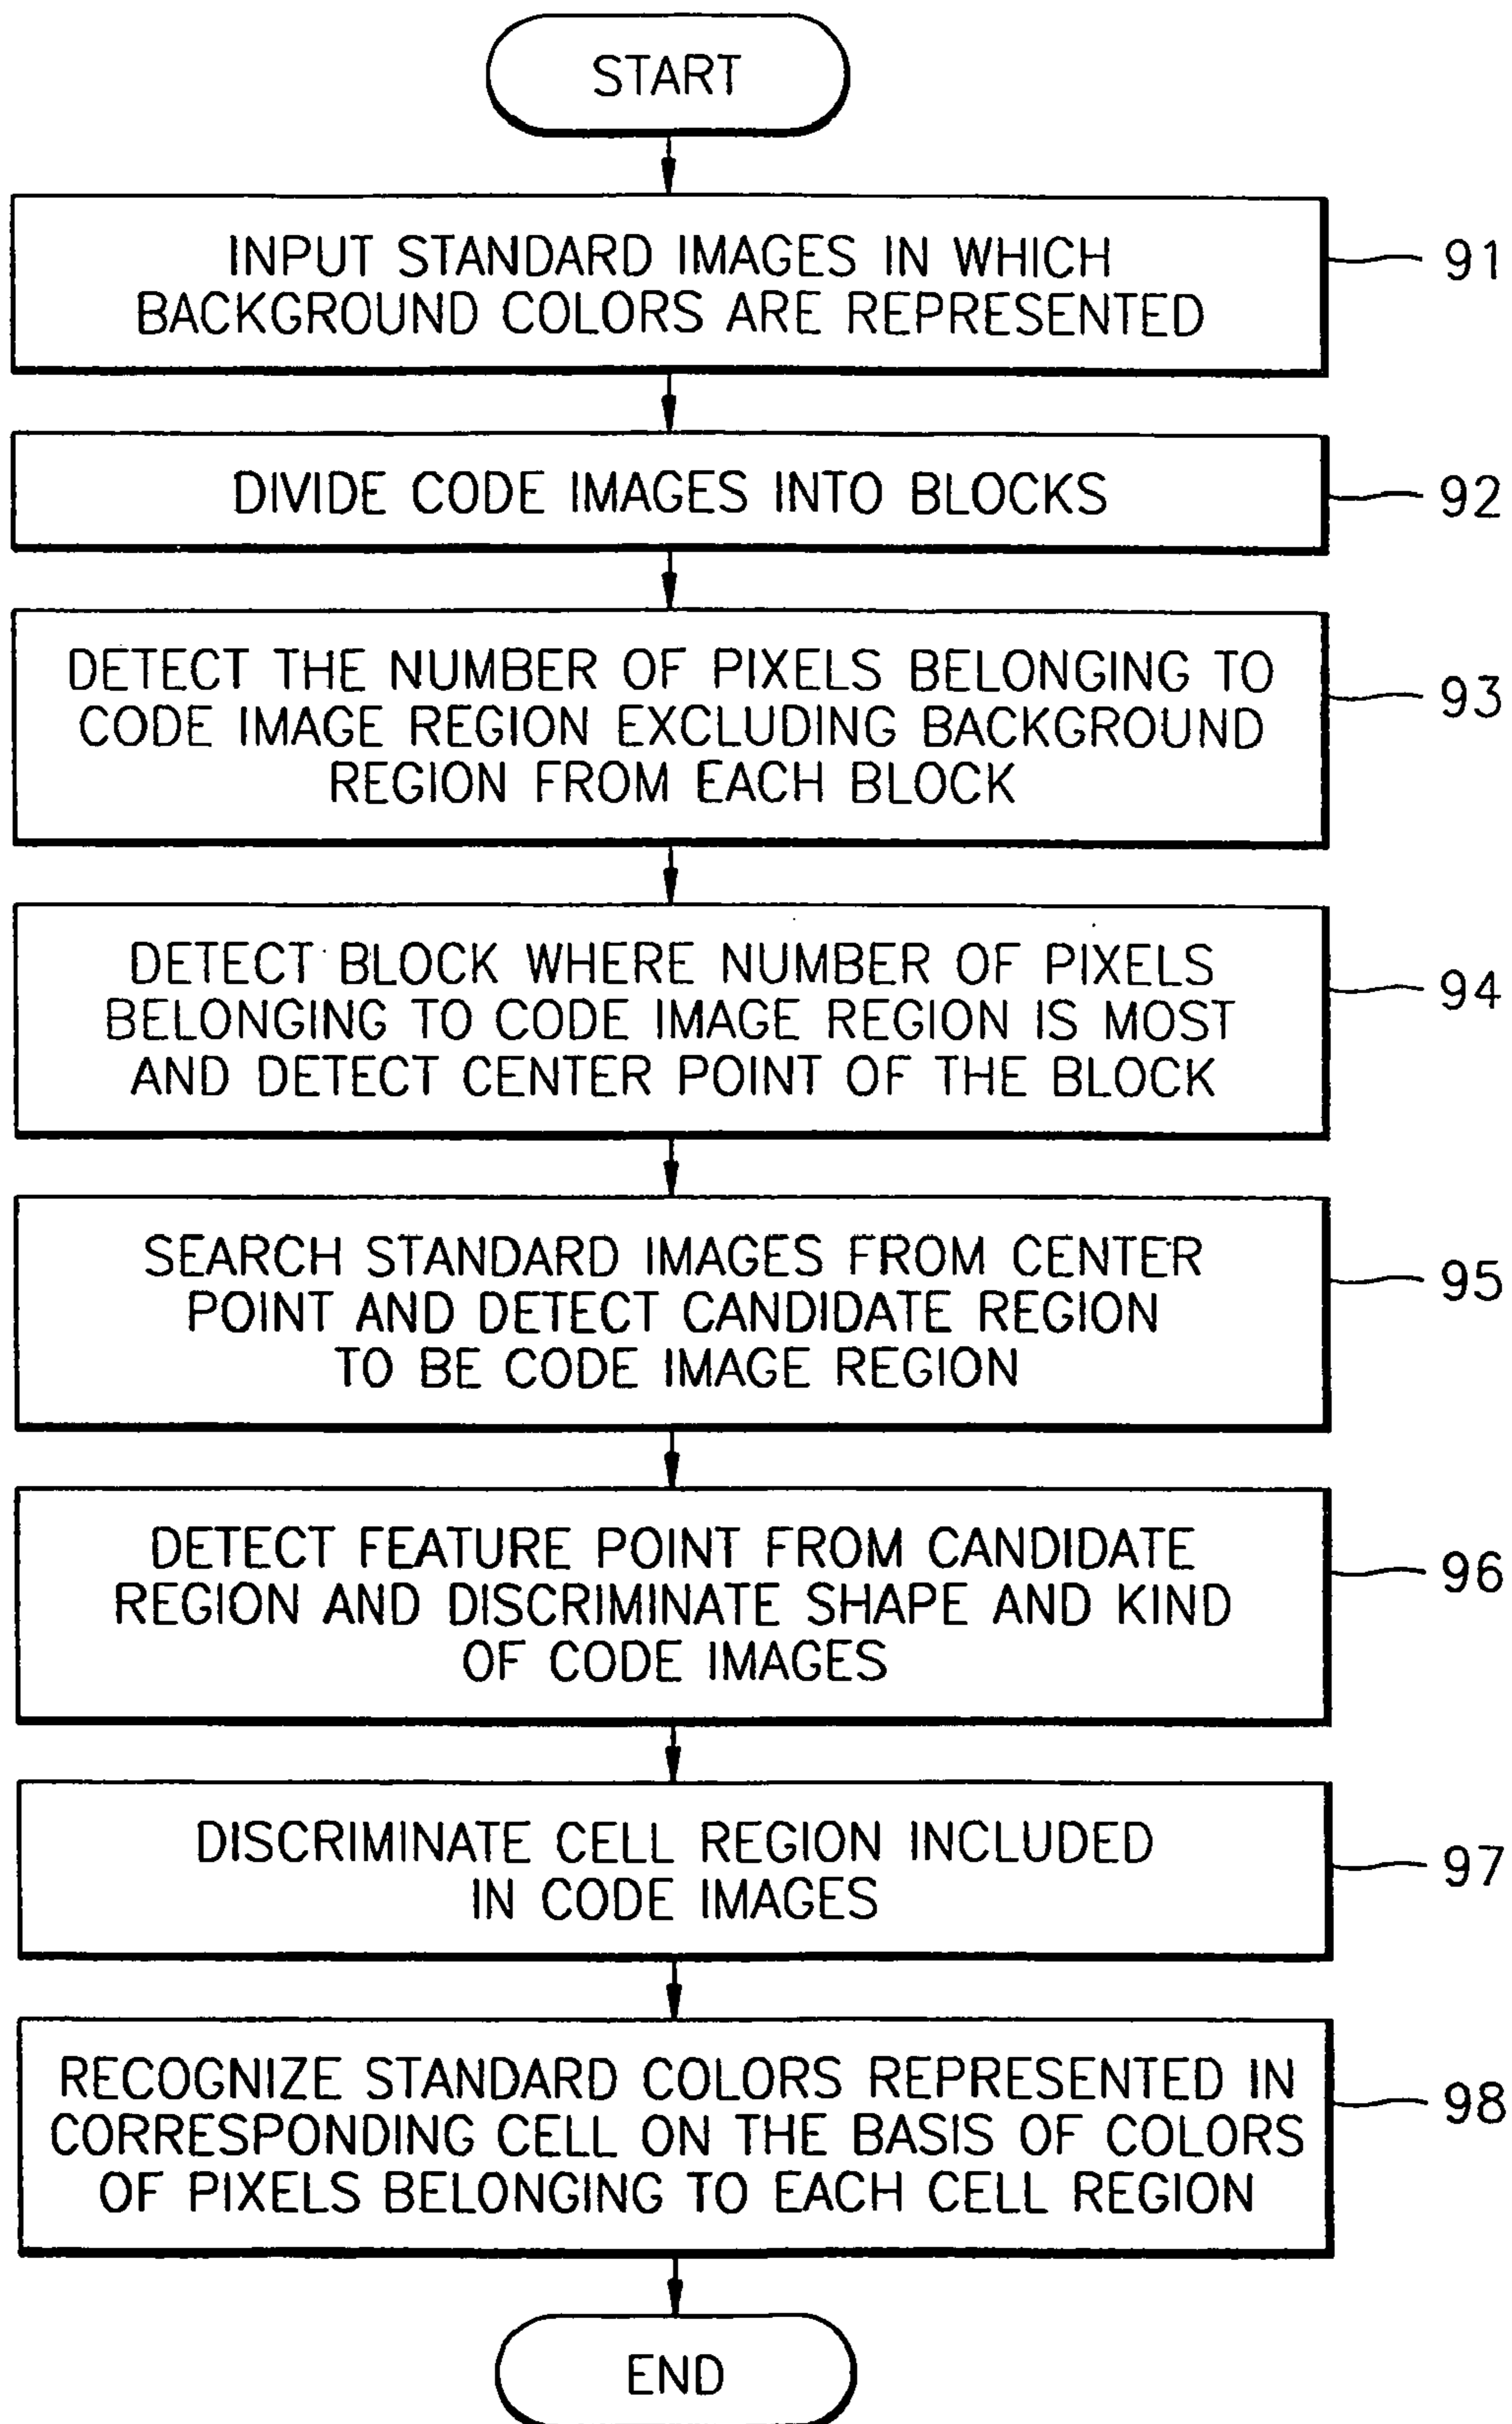 START
INPUT STANDARD IMAGES IN WHICH
BACKGROUND COLORS ARE REPRESENTED
91
DIVIDE CODE IMAGES INTO BLOCKS
92
DETECT THE NUMBER OF PIXELS BELONGING TO
CODE IMAGE REGION EXCLUDING BACKGROUND
REGION FROM EACH BLOCK
93
DETECT BLOCK WHERE NUMBER OF PIXELS
BELONGING TO CODE IMAGE REGION IS MOST
AND DETECT CENTER POINT OF THE BLOCK
94
SEARCH STANDARD IMAGES FROM CENTER
POINT AND DETECT CANDIDATE REGION
TO BE CODE IMAGE REGION
95
DETECT FEATURE POINT FROM CANDIDATE
REGION AND DISCRIMINATE SHAPE AND KIND
OF CODE IMAGES
96
DISCRIMINATE CELL REGION INCLUDED
IN CODE IMAGES
97
RECOGNIZE STANDARD COLORS REPRESENTED IN
CORRESPONDING CELL ON THE BASIS OF COLORS
OF PIXELS BELONGING TO EACH CELL REGION
98
END